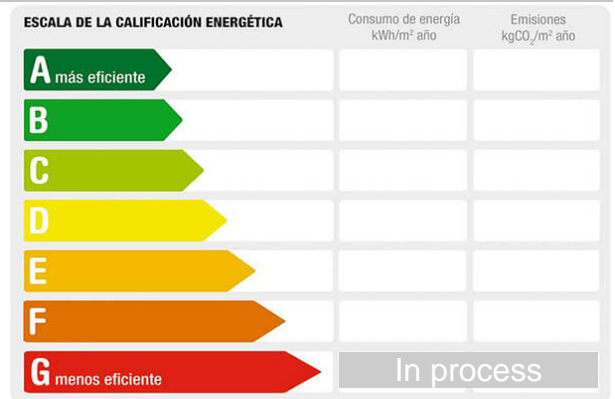 ESCALA DE LA CALIFICACIÓN ENERGÉTICA
Consumo de energía
kWh/m² año
Emisiones
kgCO₂/m² año
A más eficiente
B
C
D
E
F
G menos eficiente
In process